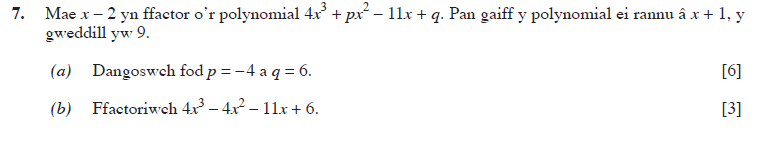 7. Mae x – 2 yn ffactor o'r polynomial 4x³ + px² – 11x + q. Pan gaiff y polynomial ei rannu â x + 1, y
gweddill yw 9.
(a) Dangoswch fod p = –4 a q = 6. [6]
(b) Ffactoriwch 4x³ – 4x² – 11x + 6. [3]